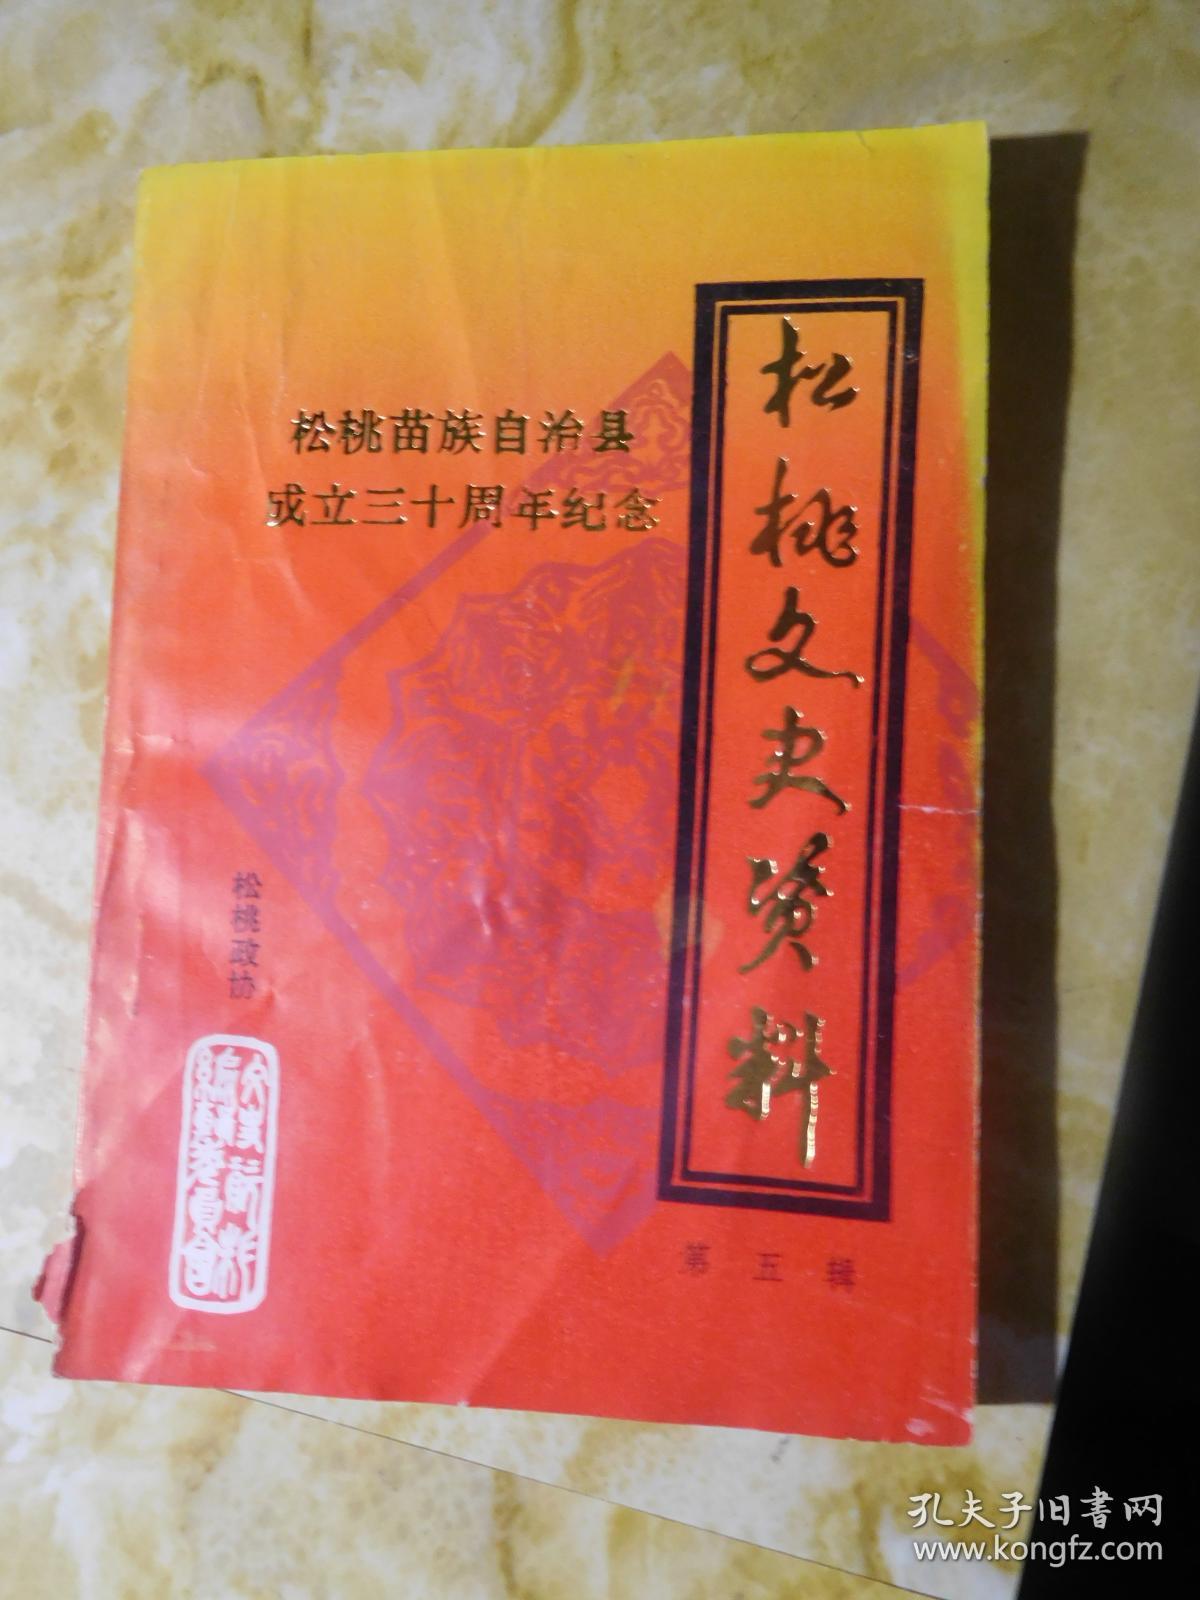 松桃文史资料
松桃苗族自治县
成立三十周年纪念
松桃政协
文史资料
编辑委员會
第五辑
孔夫子旧书网
www.kongfz.com